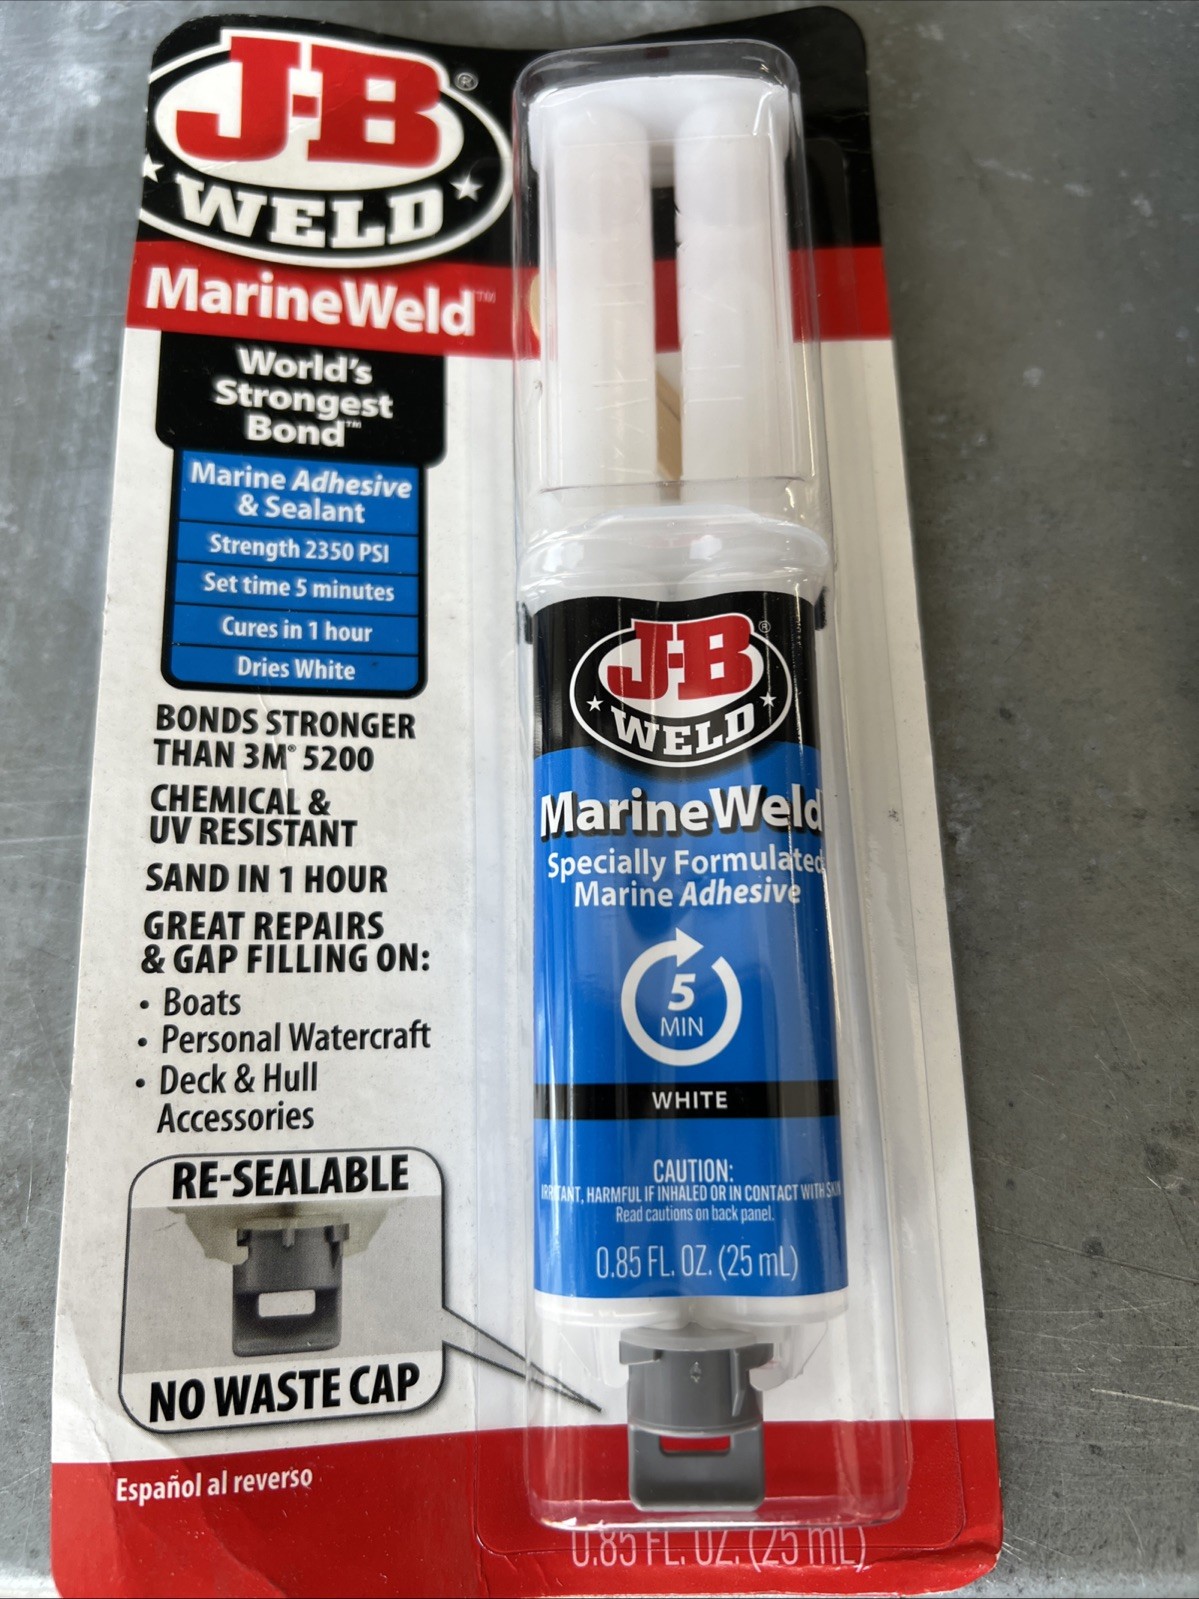 J-B®
WELD
MarineWeld™
World's
Strongest
Bond™
Marine Adhesive
& Sealant
Strength 2350 PSI
Set time 5 minutes
Cures in 1 hour
Dries White
BONDS STRONGER
THAN 3M® 5200
CHEMICAL &
UV RESISTANT
SAND IN 1 HOUR
GREAT REPAIRS
& GAP FILLING ON:
• Boats
• Personal Watercraft
• Deck & Hull
Accessories
RE-SEALABLE
NO WASTE CAP
Español al reverso
J-B®
WELD
MarineWeld
Specially Formulated
Marine Adhesive
5
MIN
WHITE
CAUTION:
IRRITANT, HARMFUL IF INHALED OR IN CONTACT WITH SKIN
Read cautions on back panel.
0.85 FL. OZ. (25 mL)
0.85 FL. OZ. (25 mL)